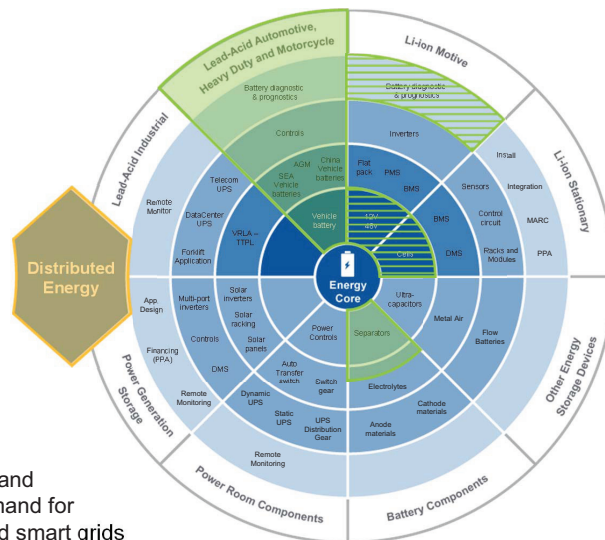 Lead-Acid Automotive,
Heavy Duty and Motorcycle
Li-ion Motive
Li-ion Stationary
Other Energy
Storage Devices
Battery Components
Power Room Components
Power Generation
Storage
Lead-Acid Industrial
Distributed
Energy
Energy
Core
Battery diagnostic
& prognostics
Controls
AGM
China
Vehicle
batteries
SEA
Vehicle
batteries
Vehicle
battery
Battery diagnostic
& prognostics
Inverters
Flat
pack
PMS
BMS
12V
48V
Cells
Install
Integration
MARC
PPA
Sensors
Control
circuit
Racks and
Modules
BMS
DMS
Ultra-
capacitors
Metal Air
Flow
Batteries
Separators
Electrolytes
Cathode
materials
Anode
materials
Power
Controls
Switch
gear
Auto
Transfer
switch
UPS
Distribution
Gear
Static
UPS
Dynamic
UPS
Remote
Monitoring
Solar
inverters
Solar
racking
Solar
panels
Multi-port
inverters
Controls
DMS
App.
Design
Financing
(PPA)
Remote
Monitoring
Telecom
UPS
DataCenter
UPS
Forklift
Application
VRLA –
TTPL
Remote
Monitor
and
mand for
d smart grids